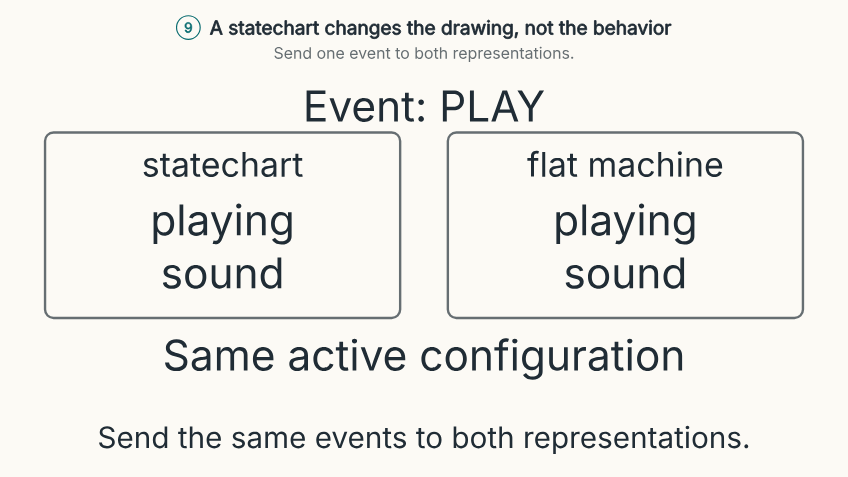 9 A statechart changes the drawing, not the behavior
Send one event to both representations.
Event: PLAY
statechart
playing
sound
flat machine
playing
sound
Same active configuration
Send the same events to both representations.